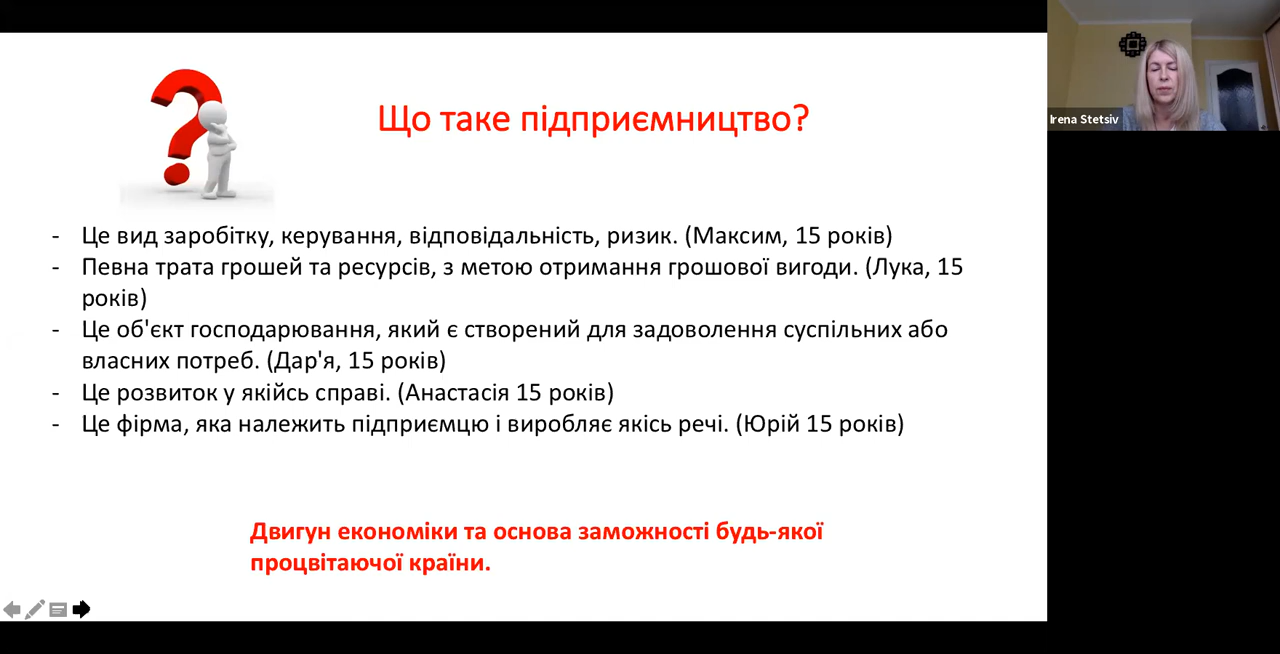 Що таке підприємництво?
Irena Stetsiv
- Це вид заробітку, керування, відповідальність, ризик. (Максим, 15 років)
- Певна трата грошей та ресурсів, з метою отримання грошової вигоди. (Лука, 15
років)
- Це об'єкт господарювання, який є створений для задоволення суспільних або
власних потреб. (Дар'я, 15 років)
- Це розвиток у якійсь справі. (Анастасія 15 років)
- Це фірма, яка належить підприємцю і виробляє якісь речі. (Юрій 15 років)
Двигун економіки та основа заможності будь-якої
процвітаючої країни.